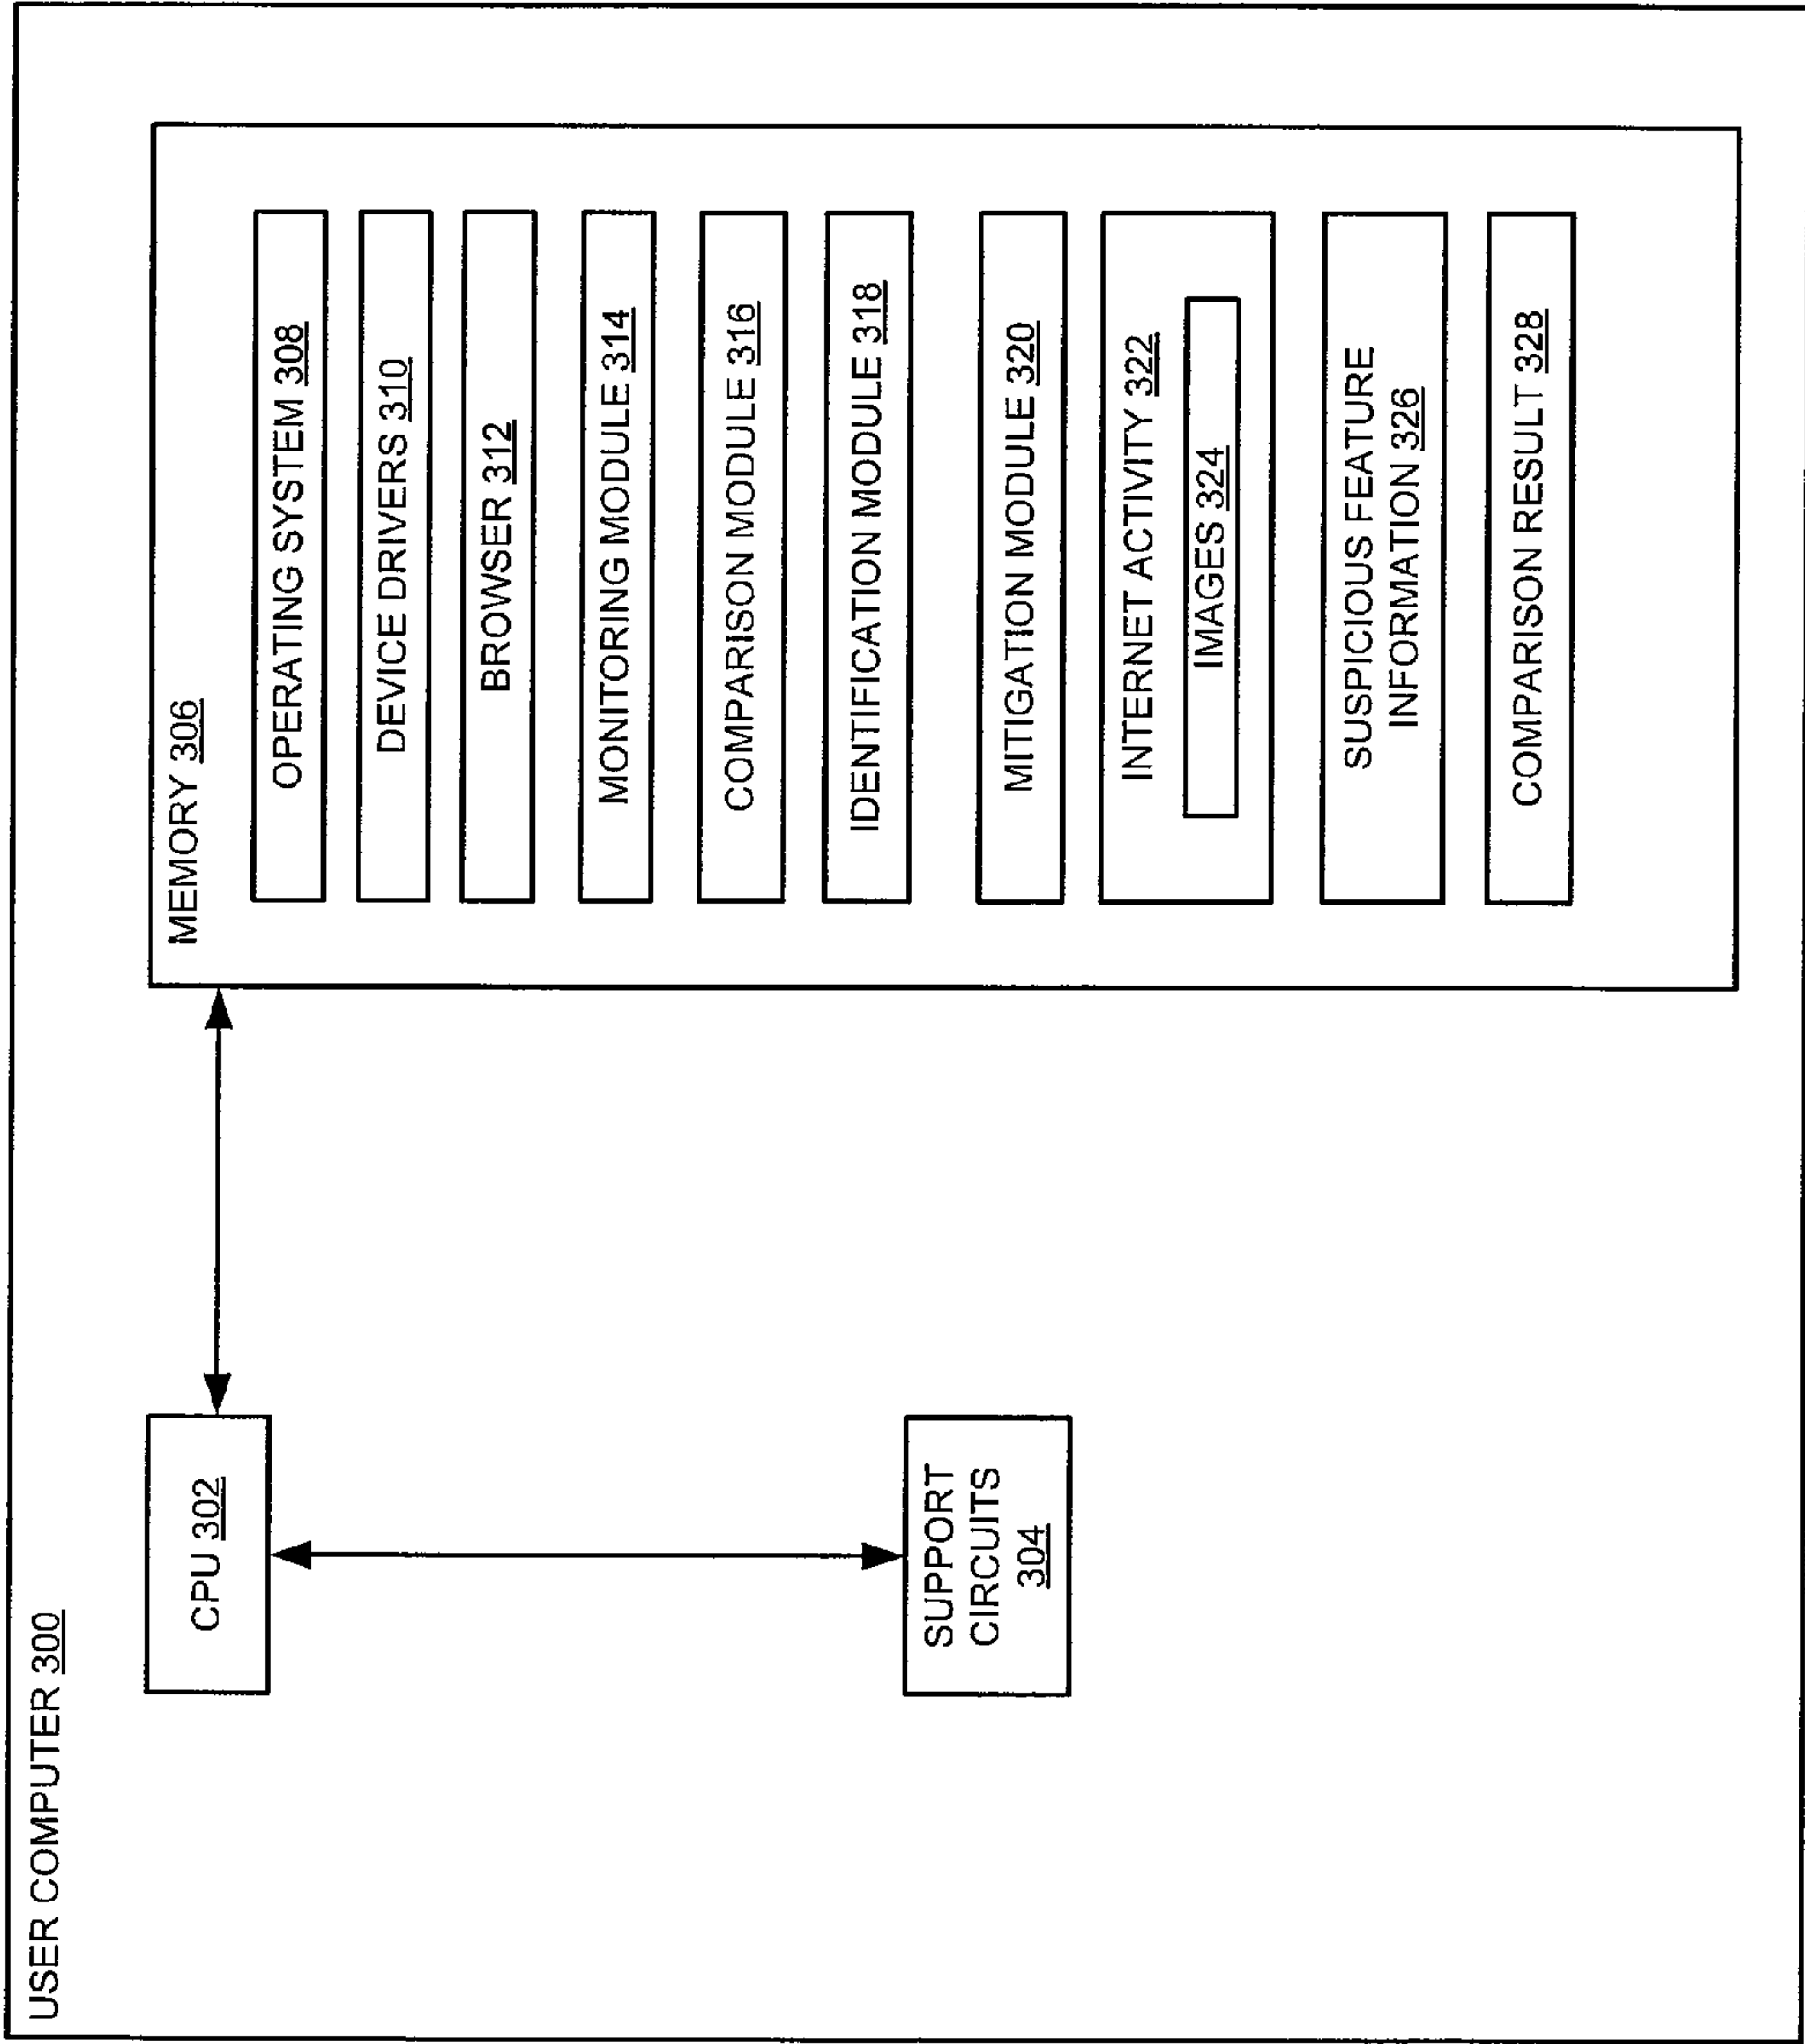 USER COMPUTER 300
CPU 302
SUPPORT
CIRCUITS
304
MEMORY 306
OPERATING SYSTEM 308
DEVICE DRIVERS 310
BROWSER 312
MONITORING MODULE 314
COMPARISON MODULE 316
IDENTIFICATION MODULE 318
MITIGATION MODULE 320
INTERNET ACTIVITY 322
IMAGES 324
SUSPICIOUS FEATURE
INFORMATION 326
COMPARISON RESULT 328